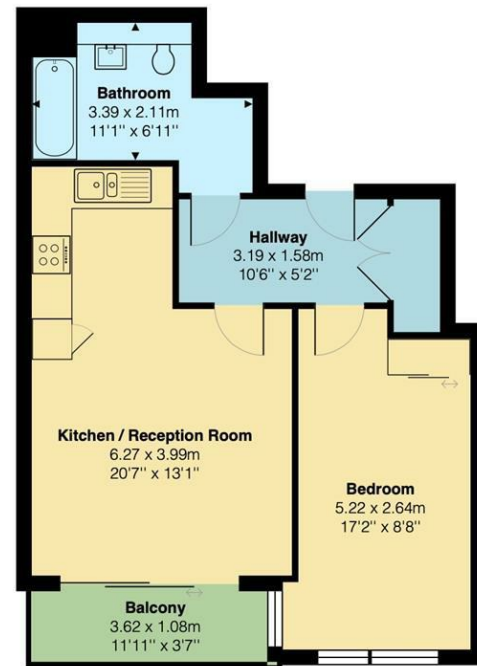 Bathroom
3.39 x 2.11m
11'1'' x 6'11''
Hallway
3.19 x 1.58m
10'6'' x 5'2''
Kitchen / Reception Room
6.27 x 3.99m
20'7'' x 13'1''
Bedroom
5.22 x 2.64m
17'2'' x 8'8''
Balcony
3.62 x 1.08m
11'11'' x 3'7''